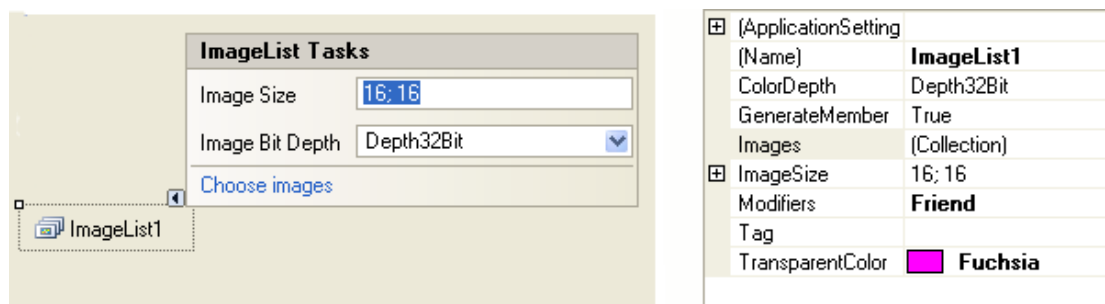 ImageList Tasks
Image Size 16; 16
Image Bit Depth Depth32Bit
Choose images
ImageList1
(ApplicationSetting
(Name) ImageList1
ColorDepth Depth32Bit
GenerateMember True
Images (Collection)
ImageSize 16; 16
Modifiers Friend
Tag
TransparentColor Fuchsia